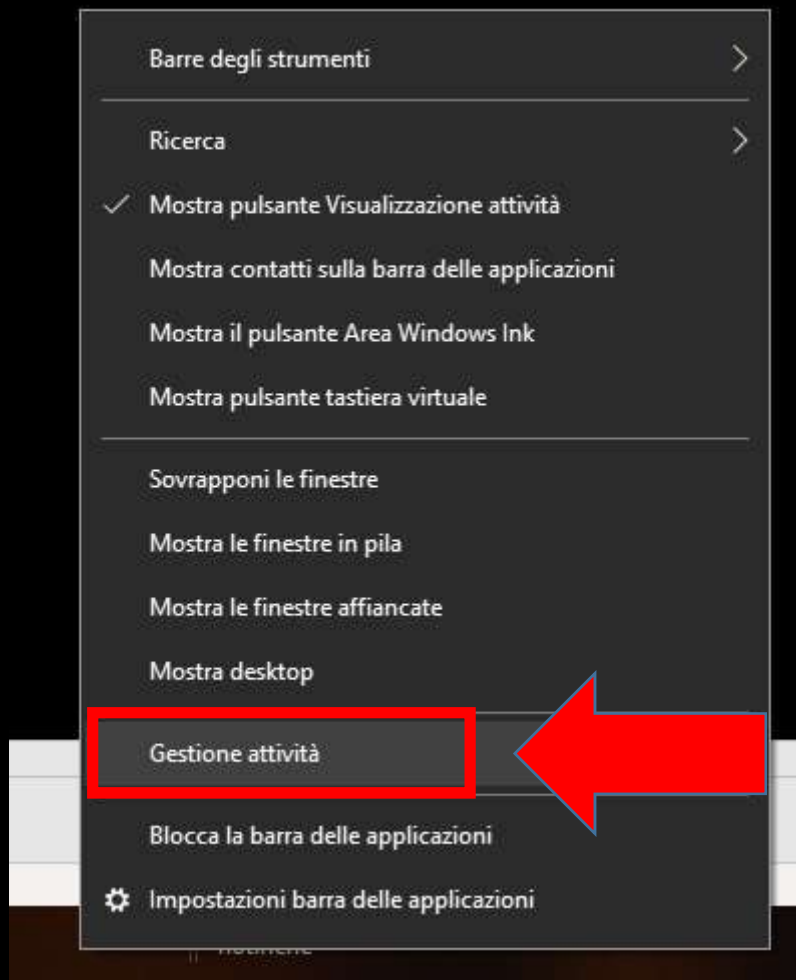 Barre degli strumenti
Ricerca
Mostra pulsante Visualizzazione attività
Mostra contatti sulla barra delle applicazioni
Mostra il pulsante Area Windows Ink
Mostra pulsante tastiera virtuale
Sovrapponi le finestre
Mostra le finestre in pila
Mostra le finestre affiancate
Mostra desktop
Gestione attività
Blocca la barra delle applicazioni
Impostazioni barra delle applicazioni